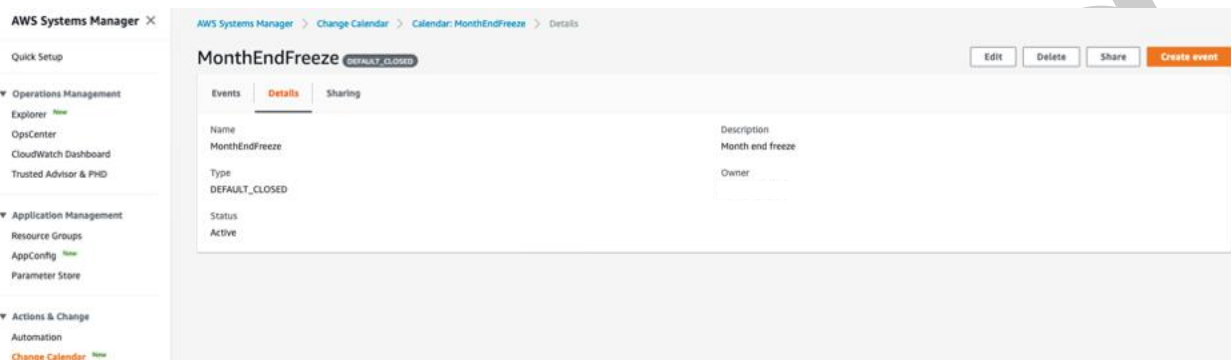 AWS Systems Manager ×
Quick Setup
Operations Management
Explorer New
OpsCenter
CloudWatch Dashboard
Trusted Advisor & PHD
Application Management
Resource Groups
AppConfig New
Parameter Store
Actions & Change
Automation
Change Calendar New
AWS Systems Manager > Change Calendar > Calendar: MonthEndFreeze > Details
MonthEndFreeze DEFAULT_CLOSED
Edit Delete Share Create event
Events Details Sharing
Name
MonthEndFreeze
Type
DEFAULT_CLOSED
Status
Active
Description
Month end freeze
Owner